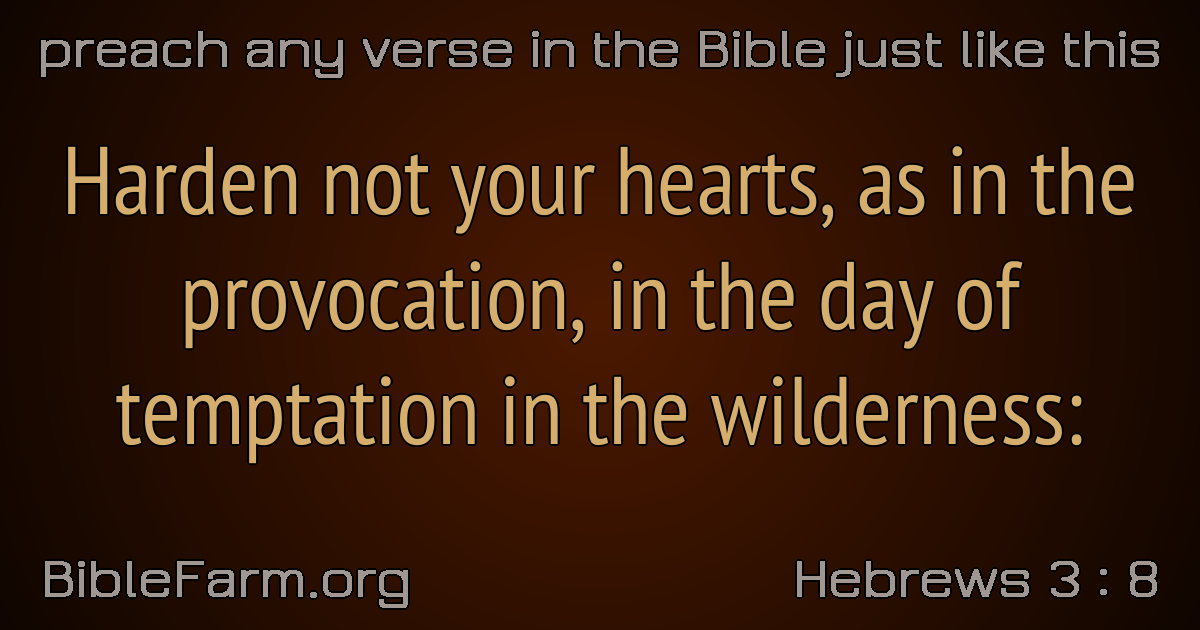 preach any verse in the Bible just like this
Harden not your hearts, as in the
provocation, in the day of
temptation in the wilderness:
BibleFarm.org
Hebrews 3 : 8